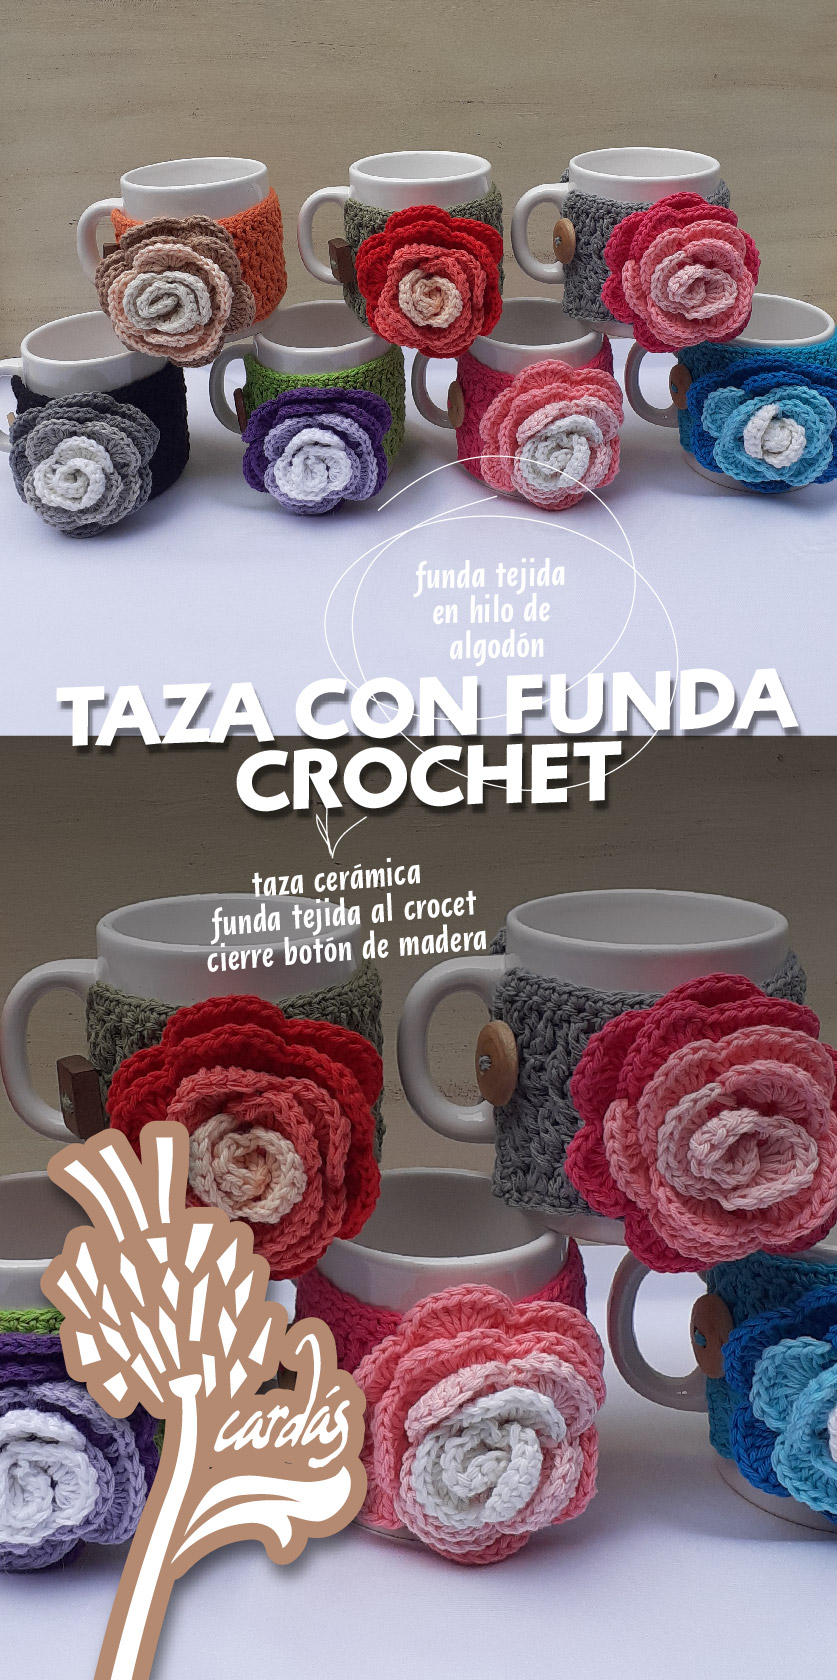 funda tejida
en hilo de
algodón
TAZA CON FUNDA
CROCHET
taza cerámica
funda tejida al crocet
cierre botón de madera
cardás